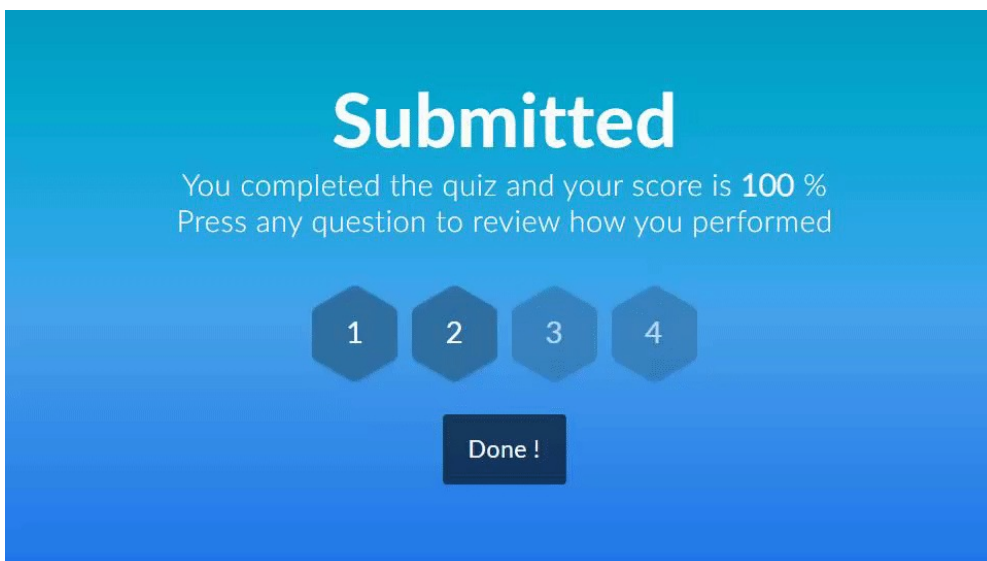 Submitted
You completed the quiz and your score is 100 %
Press any question to review how you performed
1 2 3 4
Done !